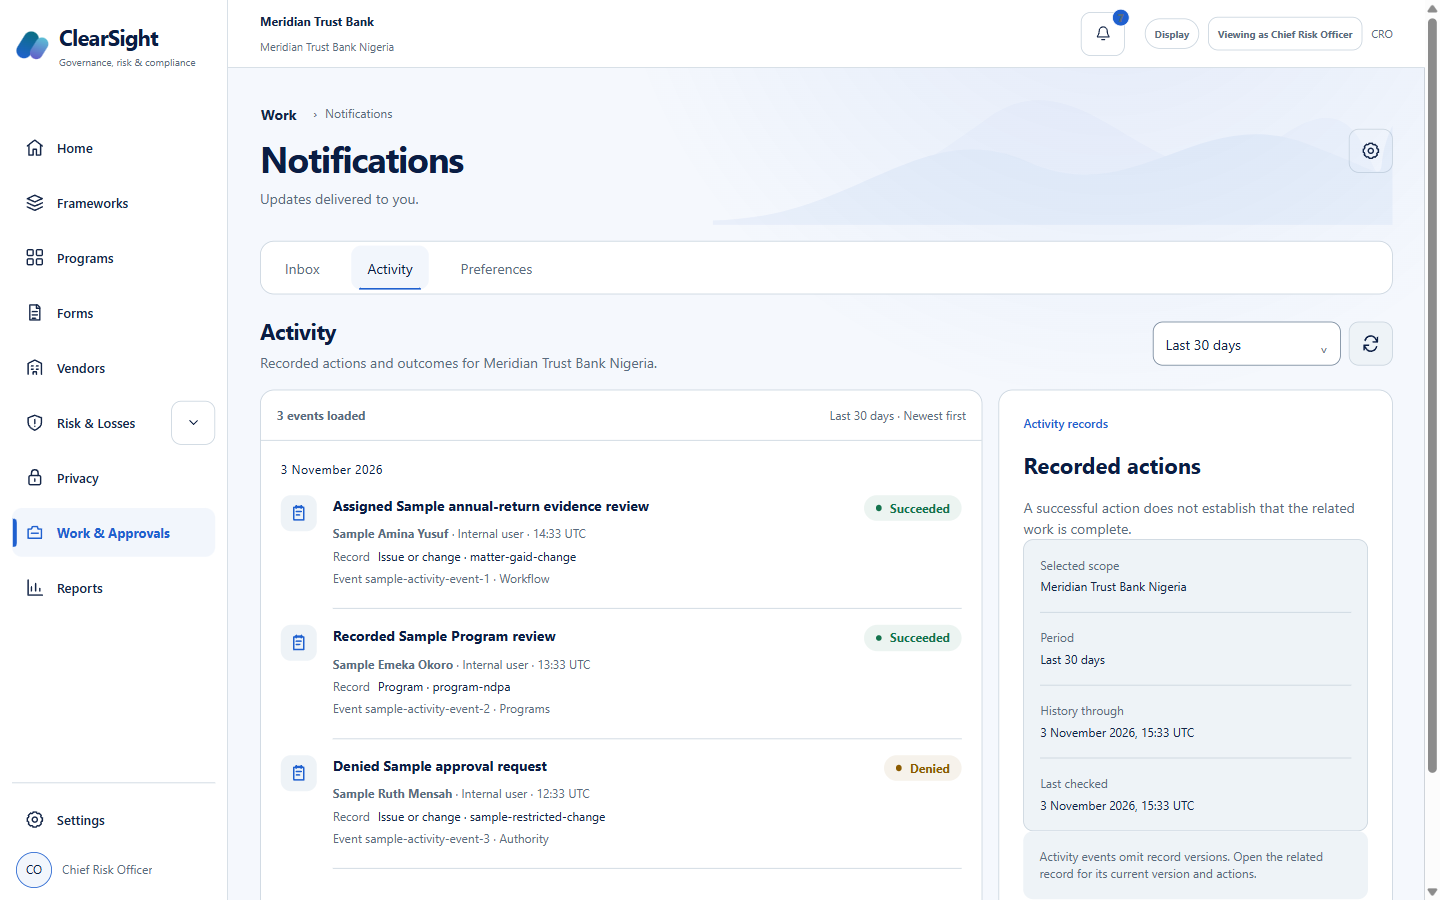 ClearSight
Governance, risk & compliance
Home
Frameworks
Programs
Forms
Vendors
Risk & Losses
Privacy
Work & Approvals
Reports
Settings
CO
Chief Risk Officer
Meridian Trust Bank
Meridian Trust Bank Nigeria
Display
Viewing as Chief Risk Officer
CRO
Work › Notifications
Notifications
Updates delivered to you.
Inbox
Activity
Preferences
Activity
Recorded actions and outcomes for Meridian Trust Bank Nigeria.
Last 30 days
3 events loaded
Last 30 days · Newest first
3 November 2026
Assigned Sample annual-return evidence review
Succeeded
Sample Amina Yusuf · Internal user · 14:33 UTC
Record Issue or change · matter-gaid-change
Event sample-activity-event-1 · Workflow
Recorded Sample Program review
Succeeded
Sample Emeka Okoro · Internal user · 13:33 UTC
Record Program · program-ndpa
Event sample-activity-event-2 · Programs
Denied Sample approval request
Denied
Sample Ruth Mensah · Internal user · 12:33 UTC
Record Issue or change · sample-restricted-change
Event sample-activity-event-3 · Authority
Activity records
Recorded actions
A successful action does not establish that the related
work is complete.
Selected scope
Meridian Trust Bank Nigeria
Period
Last 30 days
History through
3 November 2026, 15:33 UTC
Last checked
3 November 2026, 15:33 UTC
Activity events omit record versions. Open the related
record for its current version and actions.